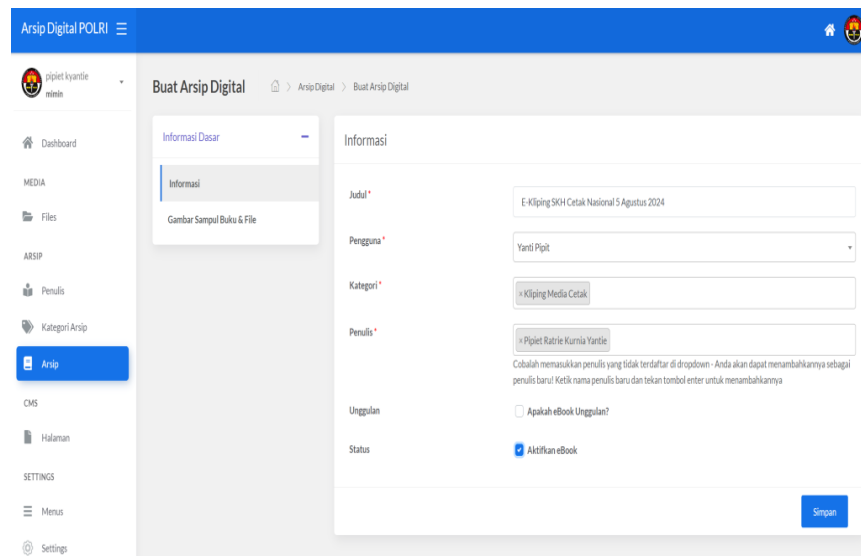 Arsip Digital POLRI
pipiet kyantie
mimin
Dashboard
MEDIA
Files
ARSIP
Penulis
Kategori Arsip
Arsip
CMS
Halaman
SETTINGS
Menus
Settings
Buat Arsip Digital
Arsip Digital > Buat Arsip Digital
Informasi Dasar
Informasi
Gambar Sampul Buku & File
Informasi
Judul *
E-Kliping SKH Cetak Nasional 5 Agustus 2024
Pengguna *
Yanti Pipit
Kategori *
× Kliping Media Cetak
Penulis *
× Pipiet Ratrie Kurnia Yantie
Cobalah memasukkan penulis yang tidak terdaftar di dropdown - Anda akan dapat menambahkannya sebagai
penulis baru! Ketik nama penulis baru dan tekan tombol enter untuk menambahkannya
Unggulan
Apakah eBook Unggulan?
Status
Aktifkan eBook
Simpan